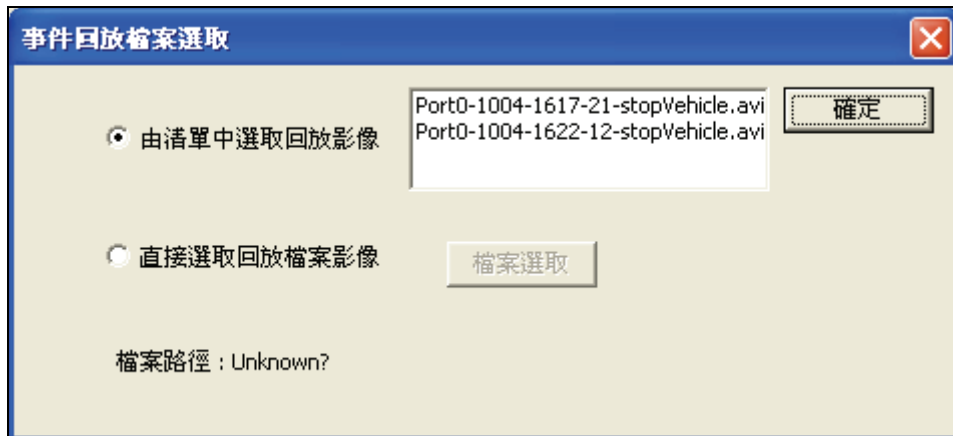 事件回放檔案選取
由清單中選取回放影像
Port0-1004-1617-21-stopVehicle.avi
Port0-1004-1622-12-stopVehicle.avi
確定
直接選取回放檔案影像
檔案選取
檔案路徑 : Unknown?